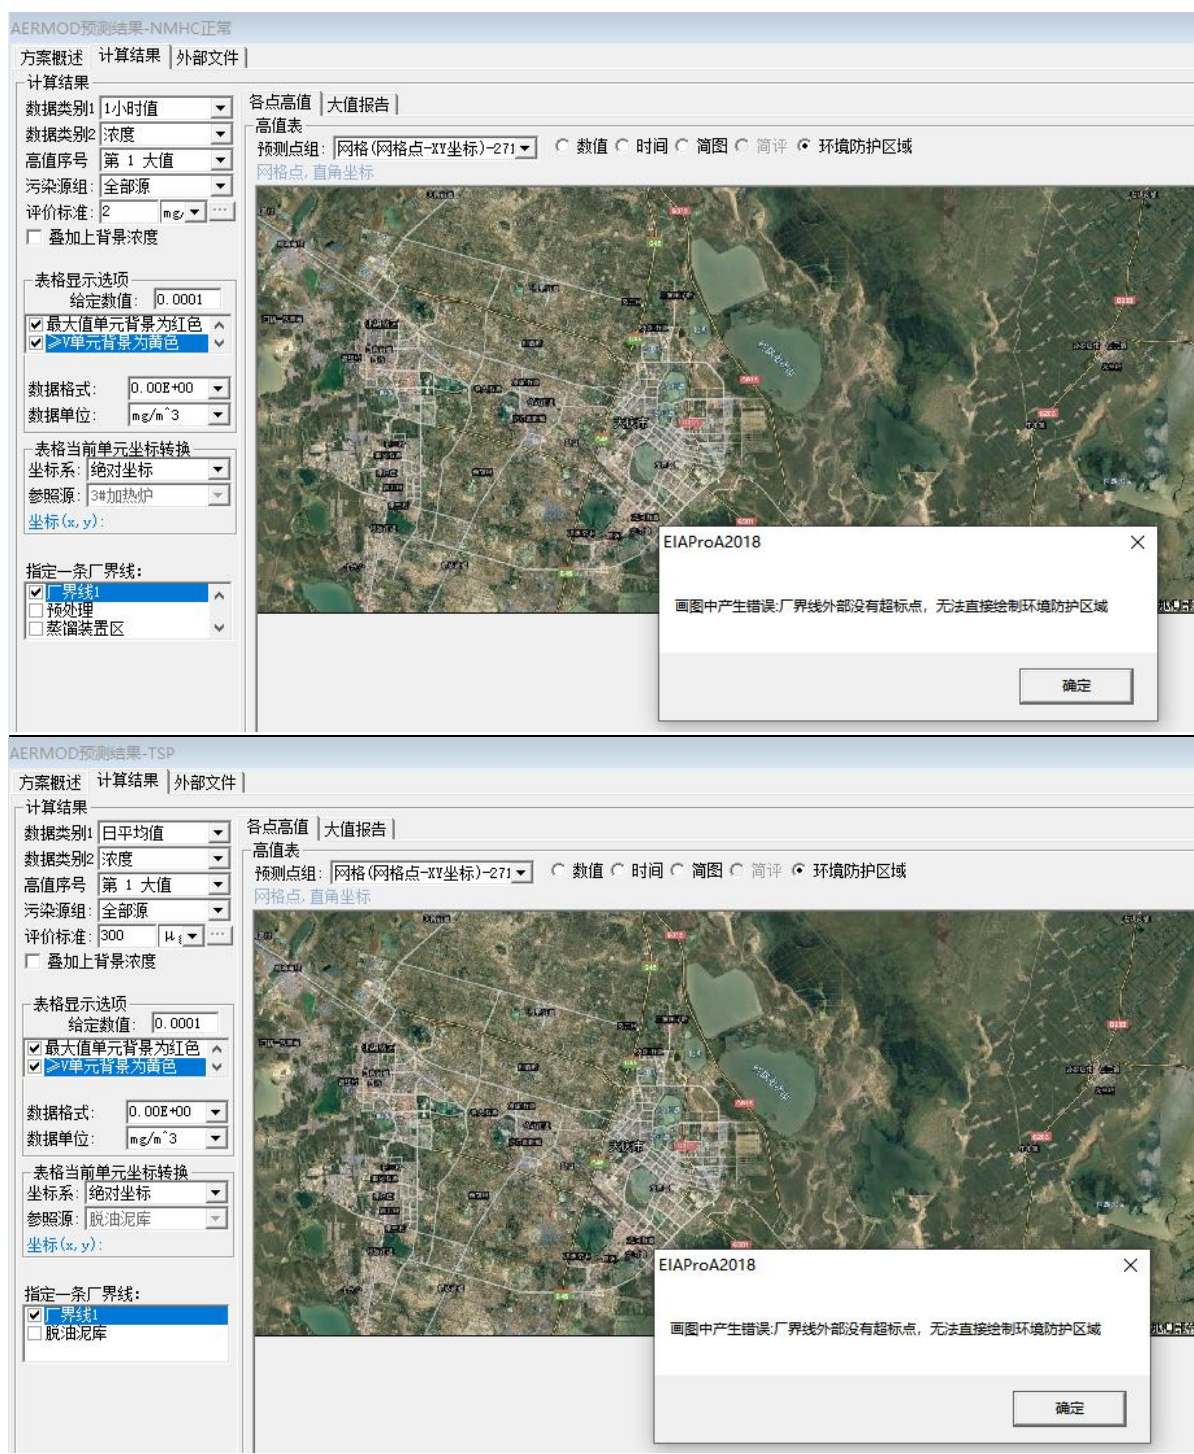 AERMOD预测结果-NMHC正常
方案概述 计算结果 外部文件
计算结果
数据类别1 1小时值
数据类别2 浓度
高值序号 第 1 大值
污染源组: 全部源
评价标准: 2 mg/
叠加上背景浓度
表格显示选项
给定数值: 0.0001
最大值单元背景为红色
≥V单元背景为黄色
数据格式: 0.00E+00
数据单位: mg/m^3
表格当前单元坐标转换
坐标系: 绝对坐标
参照源: 3#加热炉
坐标(x,y):
指定一条厂界线:
厂界线1
预处理
蒸馏装置区
各点高值 大值报告
高值表
预测点组: 网格(网格点-XY坐标)-271 数值 时间 简图 简评 环境防护区域
网格点,直角坐标
大庆市
EIAProA2018
画图中产生错误:厂界线外部没有超标点，无法直接绘制环境防护区域
确定
AERMOD预测结果-TSP
方案概述 计算结果 外部文件
计算结果
数据类别1 日平均值
数据类别2 浓度
高值序号 第 1 大值
污染源组: 全部源
评价标准: 300 μg
叠加上背景浓度
表格显示选项
给定数值: 0.0001
最大值单元背景为红色
≥V单元背景为黄色
数据格式: 0.00E+00
数据单位: mg/m^3
表格当前单元坐标转换
坐标系: 绝对坐标
参照源: 脱油泥库
坐标(x,y):
指定一条厂界线:
厂界线1
脱油泥库
各点高值 大值报告
高值表
预测点组: 网格(网格点-XY坐标)-271 数值 时间 简图 简评 环境防护区域
网格点,直角坐标
大庆市
EIAProA2018
画图中产生错误:厂界线外部没有超标点，无法直接绘制环境防护区域
确定